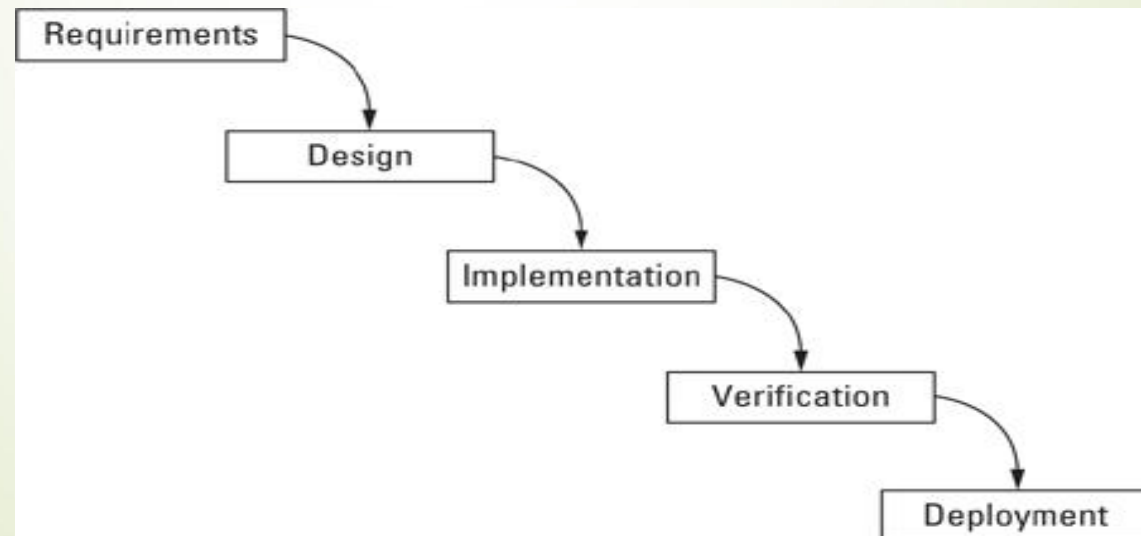 Requirements
Design
Implementation
Verification
Deployment